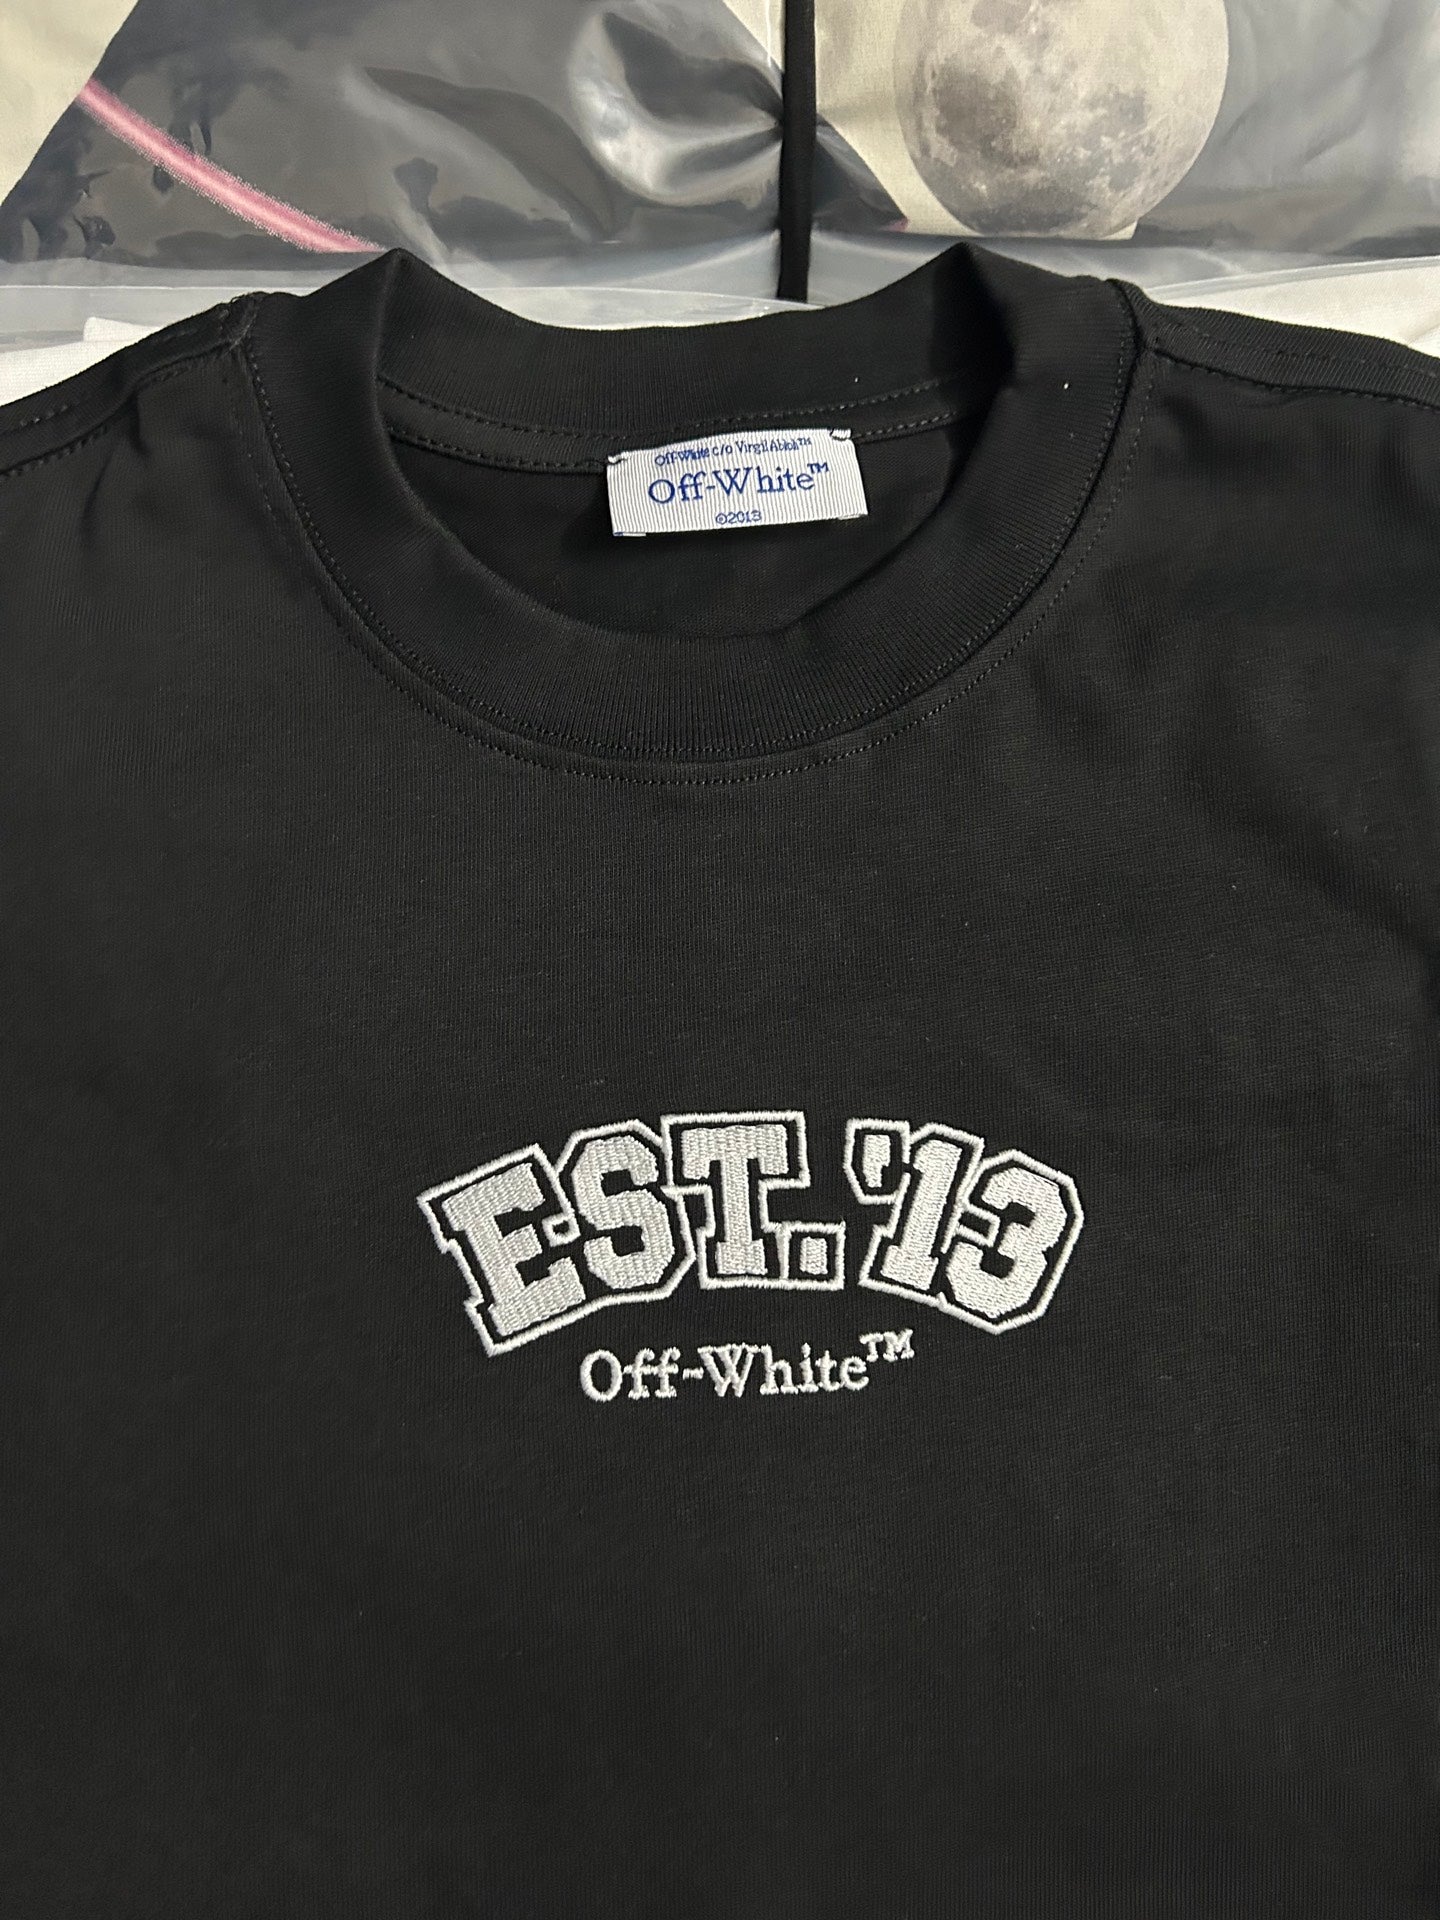 Off-White c/o Virgil Abloh™
Off-White™
©2013
EST. '13
Off-White™